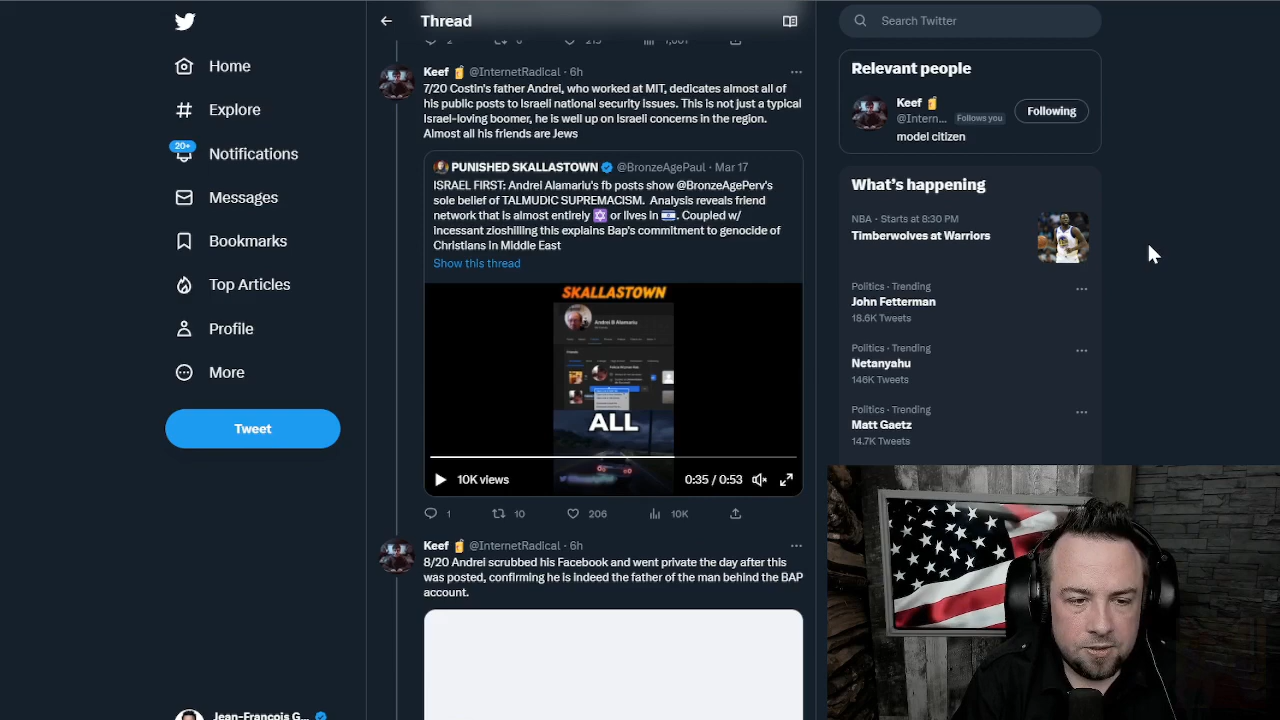 Home
Explore
20+
Notifications
Messages
Bookmarks
Top Articles
Profile
More
Tweet
Jean-François G...
Thread
Keef @InternetRadical · 6h
7/20 Costin's father Andrei, who worked at MIT, dedicates almost all of
his public posts to Israeli national security issues. This is not just a typical
Israel-loving boomer, he is well up on Israeli concerns in the region.
Almost all his friends are Jews
PUNISHED SKALLASTOWN @BronzeAgePaul · Mar 17
ISRAEL FIRST: Andrei Alamariu's fb posts show @BronzeAgePerv's
sole belief of TALMUDIC SUPREMACISM. Analysis reveals friend
network that is almost entirely ✡ or lives in 🇮🇱. Coupled w/
incessant zioshilling this explains Bap's commitment to genocide of
Christians in Middle East
Show this thread
SKALLASTOWN
Andrei B Alamariu
ALL
10K views
0:35 / 0:53
1
10
206
10K
Keef @InternetRadical · 6h
8/20 Andrei scrubbed his Facebook and went private the day after this
was posted, confirming he is indeed the father of the man behind the BAP
account.
Search Twitter
Relevant people
Keef
@Intern...
Follows you
Following
model citizen
What's happening
NBA · Starts at 8:30 PM
Timberwolves at Warriors
Politics · Trending
John Fetterman
18.6K Tweets
Politics · Trending
Netanyahu
146K Tweets
Politics · Trending
Matt Gaetz
14.7K Tweets